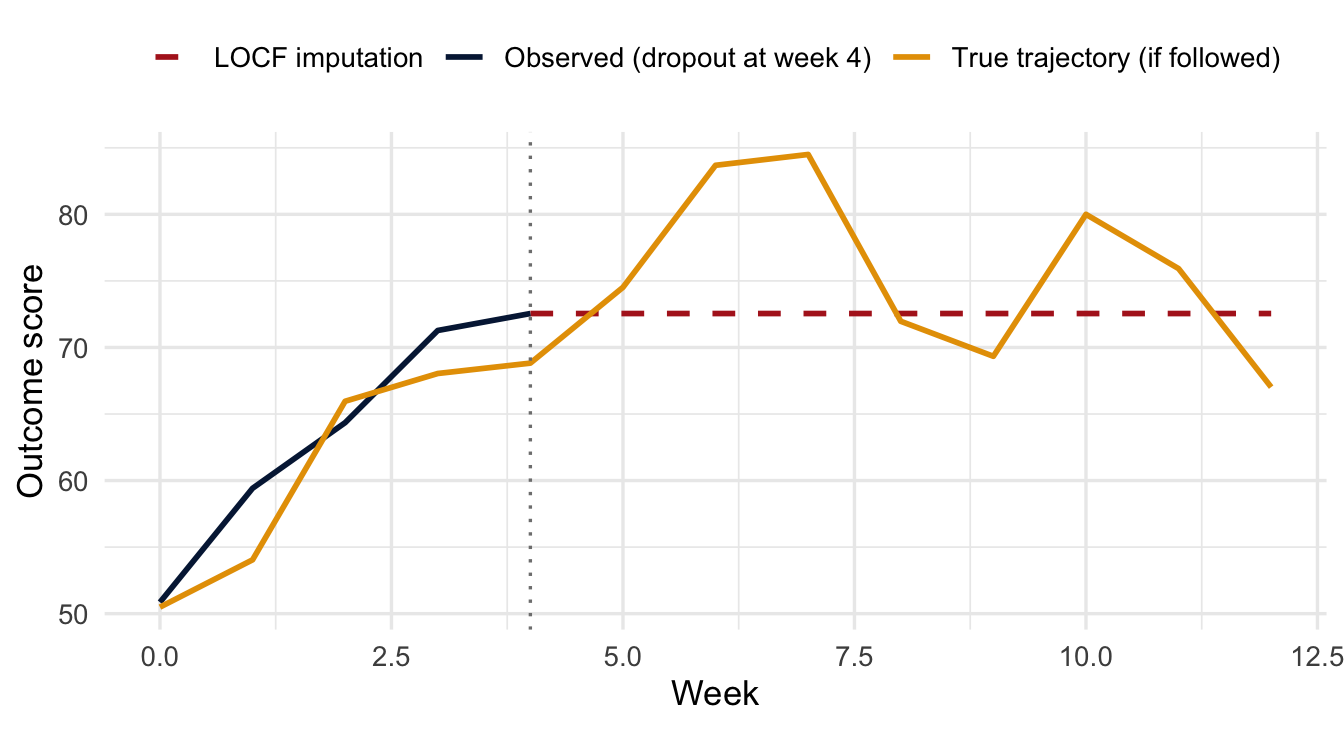 LOCF imputation Observed (dropout at week 4) True trajectory (if followed)
Outcome score
80
70
60
50
0.0 2.5 5.0 7.5 10.0 12.5
Week